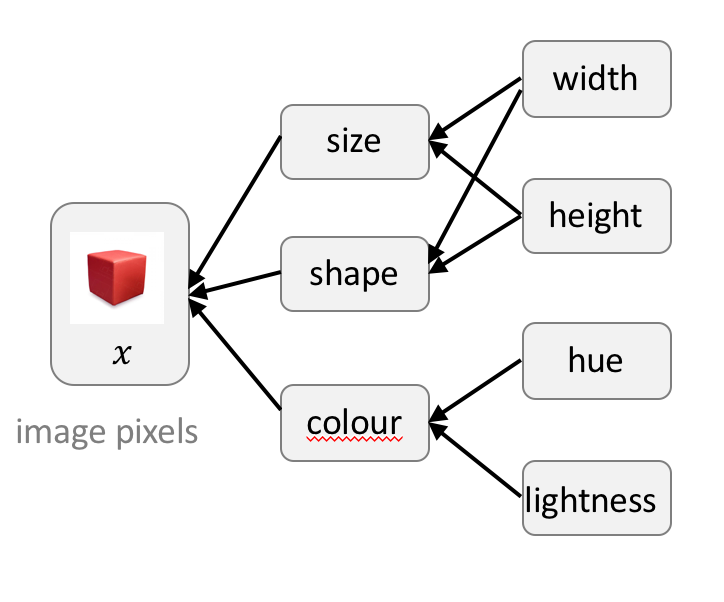 width
size
height
shape
x
hue
colour
image pixels
lightness